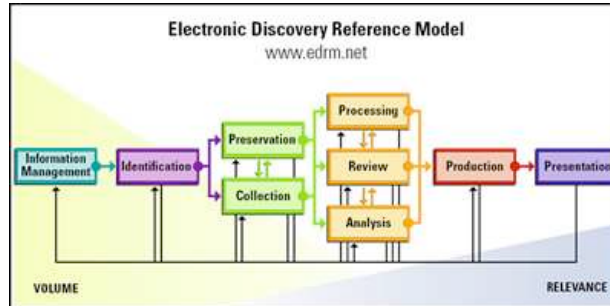 Electronic Discovery Reference Model
www.edrm.net
Processing
Preservation
Information
Management
Identification
Review
Production
Presentation
Collection
Analysis
VOLUME
RELEVANCE